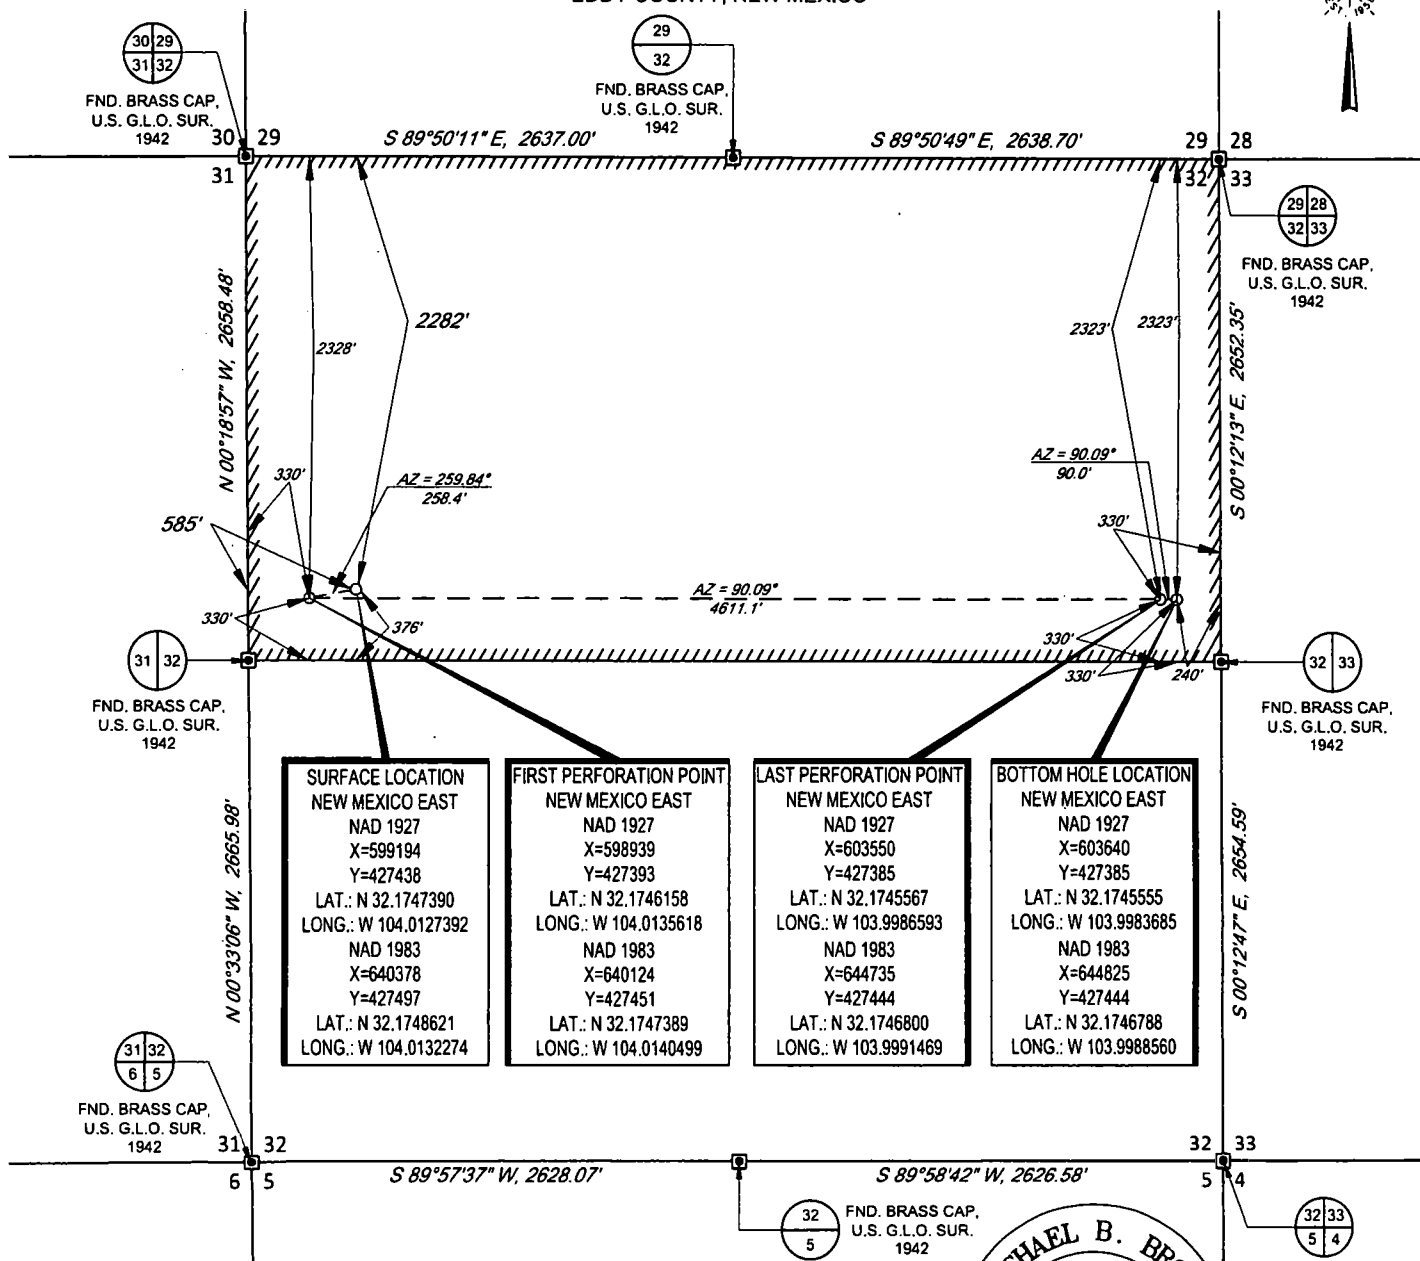 EDDY COUNTY, NEW MEXICO
30 29
31 32
FND. BRASS CAP,
U.S. G.L.O. SUR.
1942
29
32
FND. BRASS CAP,
U.S. G.L.O. SUR.
1942
30 29
31
S 89°50'11" E, 2637.00'
S 89°50'49" E, 2638.70'
29 28
32 33
29 28
32 33
FND. BRASS CAP,
U.S. G.L.O. SUR.
1942
N 00°18'57" W, 2658.48'
S 00°12'13" E, 2652.35'
2328'
2282'
2323'
2323'
330'
AZ = 259.84°
258.4'
AZ = 90.09°
90.0'
585'
330'
AZ = 90.09°
4611.1'
330'
376'
330'
330'
240'
31 32
FND. BRASS CAP,
U.S. G.L.O. SUR.
1942
32 33
FND. BRASS CAP,
U.S. G.L.O. SUR.
1942
SURFACE LOCATION
NEW MEXICO EAST
NAD 1927
X=599194
Y=427438
LAT.: N 32.1747390
LONG.: W 104.0127392
NAD 1983
X=640378
Y=427497
LAT.: N 32.1748621
LONG.: W 104.0132274
FIRST PERFORATION POINT
NEW MEXICO EAST
NAD 1927
X=598939
Y=427393
LAT.: N 32.1746158
LONG.: W 104.0135618
NAD 1983
X=640124
Y=427451
LAT.: N 32.1747389
LONG.: W 104.0140499
LAST PERFORATION POINT
NEW MEXICO EAST
NAD 1927
X=603550
Y=427385
LAT.: N 32.1745567
LONG.: W 103.9986593
NAD 1983
X=644735
Y=427444
LAT.: N 32.1746800
LONG.: W 103.9991469
BOTTOM HOLE LOCATION
NEW MEXICO EAST
NAD 1927
X=603640
Y=427385
LAT.: N 32.1745555
LONG.: W 103.9983685
NAD 1983
X=644825
Y=427444
LAT.: N 32.1746788
LONG.: W 103.9988560
N 00°33'06" W, 2665.98'
S 00°12'47" E, 2654.59'
31 32
6 5
FND. BRASS CAP,
U.S. G.L.O. SUR.
1942
31 32
6 5
S 89°57'37" W, 2628.07'
S 89°58'42" W, 2626.58'
32 33
5 4
32
5
FND. BRASS CAP,
U.S. G.L.O. SUR.
1942
32 33
5 4
B.